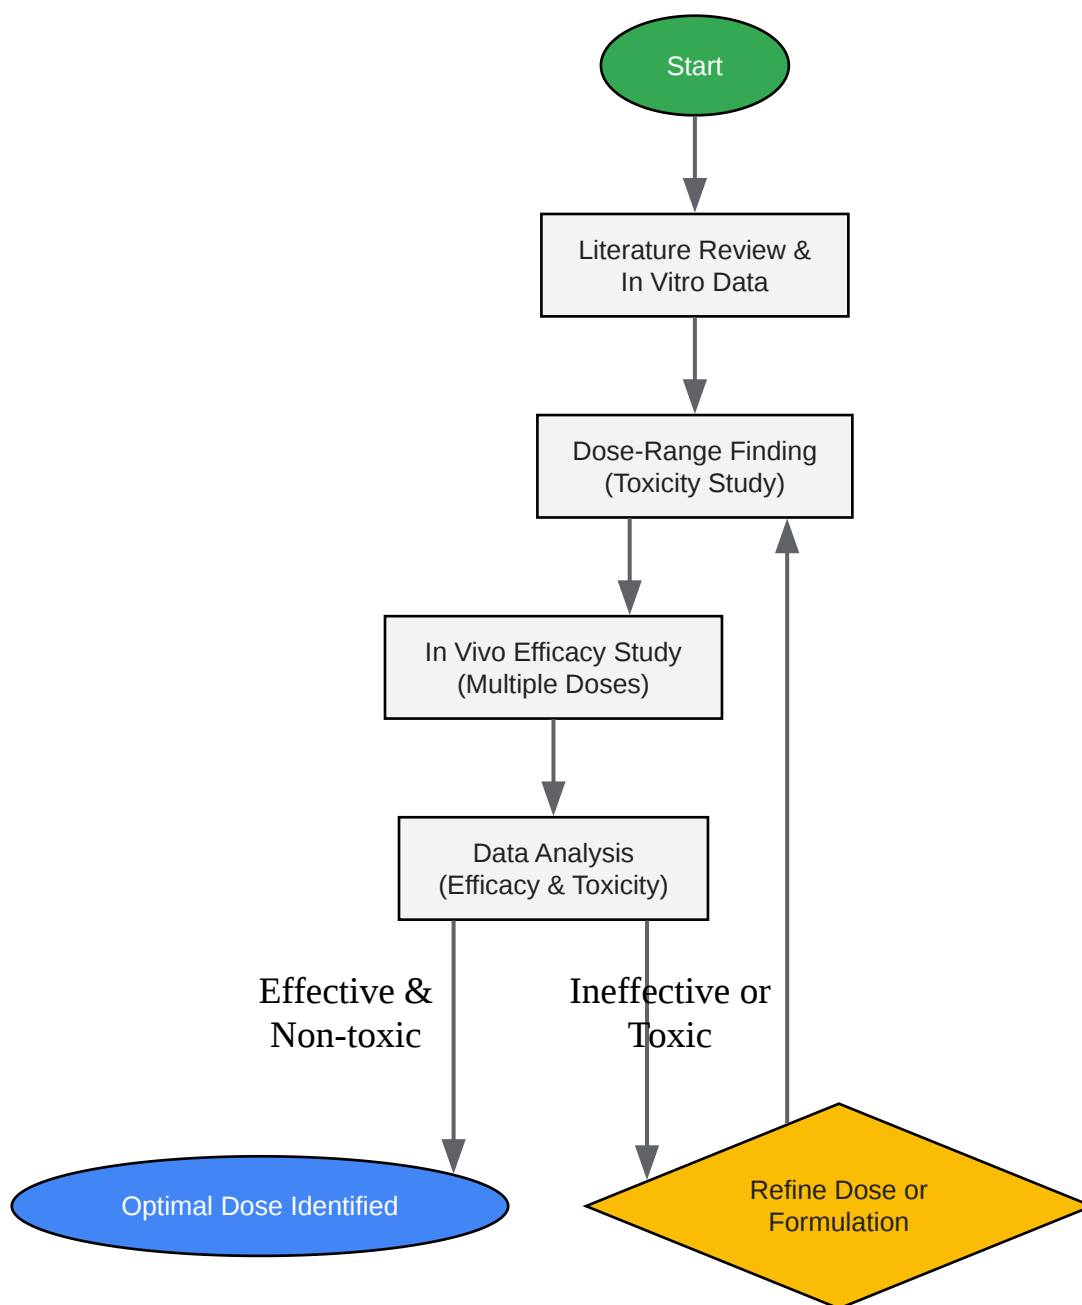 Start
Literature Review &
In Vitro Data
Dose-Range Finding
(Toxicity Study)
In Vivo Efficacy Study
(Multiple Doses)
Data Analysis
(Efficacy & Toxicity)
Effective &
Non-toxic
Ineffective or
Toxic
Optimal Dose Identified
Refine Dose or
Formulation